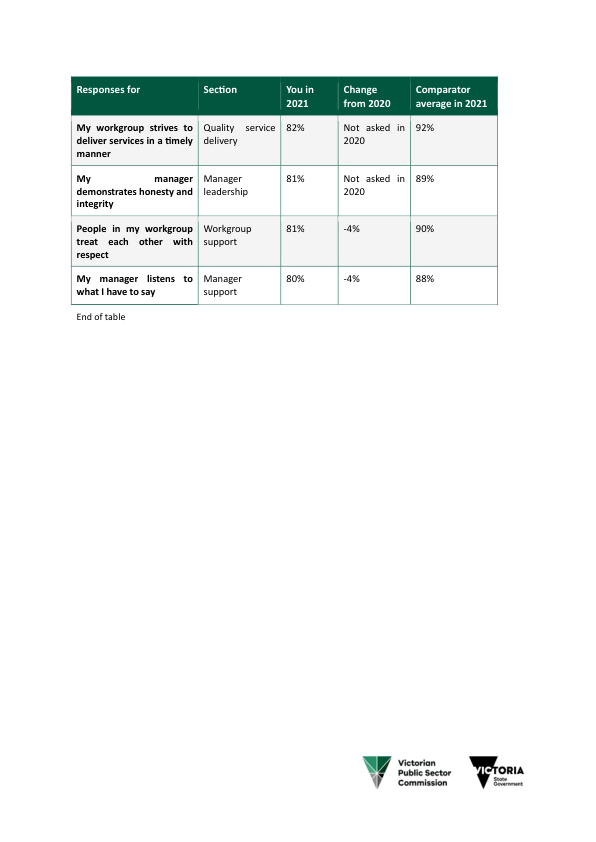 Responses for Section You in 2021 Change from 2020 Comparator average in 2021
My workgroup strives to deliver services in a timely manner Quality service delivery 82% Not asked in 2020 92%
My manager demonstrates honesty and integrity Manager leadership 81% Not asked in 2020 89%
People in my workgroup treat each other with respect Workgroup support 81% -4% 90%
My manager listens to what I have to say Manager support 80% -4% 88%
End of table
Victorian
Public Sector
Commission
VICTORIA
State
Government